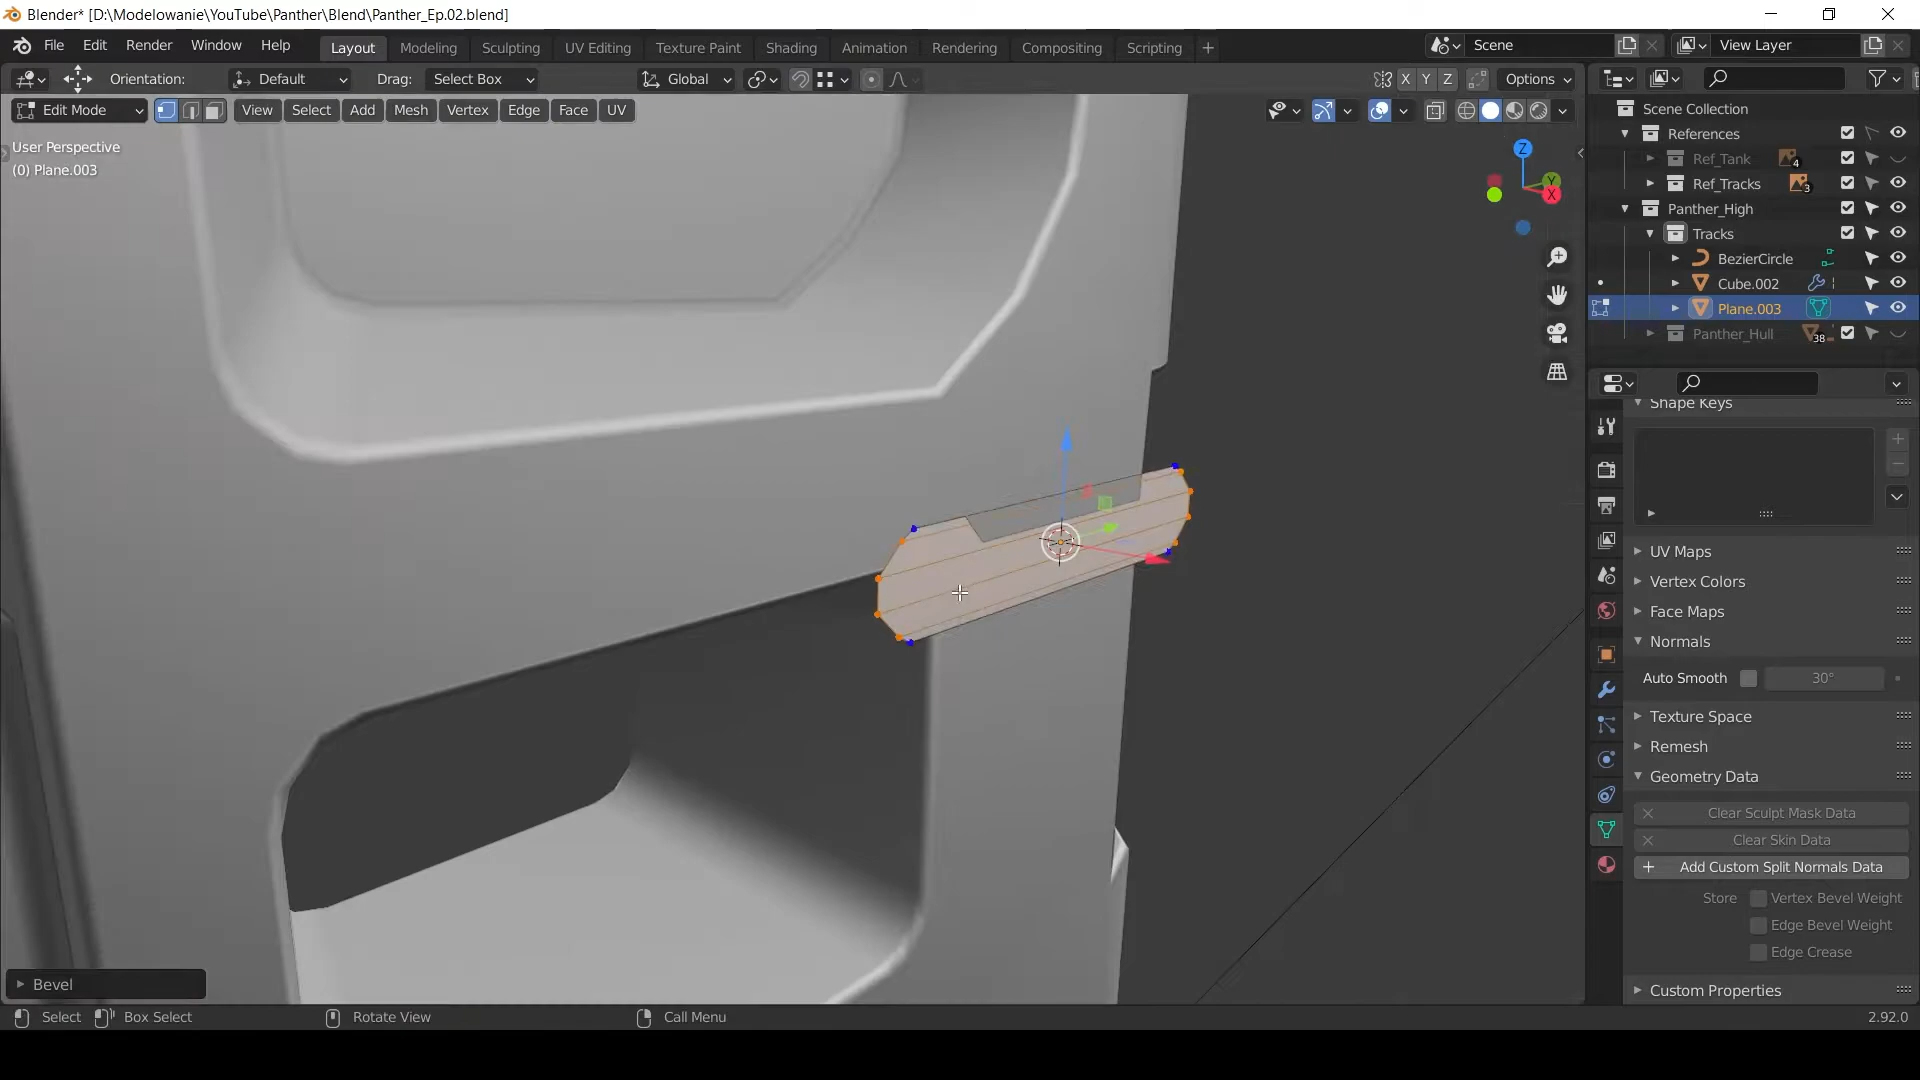 Blender* [D:\Modelowanie\YouTube\Panther\Blend\Panther_Ep.02.blend]
File Edit Render Window Help Layout Modeling Sculpting UV Editing Texture Paint Shading Animation Rendering Compositing Scripting + Scene View Layer
Orientation: Default Drag: Select Box Global X Y Z Options
Edit Mode View Select Add Mesh Vertex Edge Face UV
User Perspective
(0) Plane.003
Z
Y
X
Scene Collection
References
Ref_Tank 4
Ref_Tracks 3
Panther_High
Tracks
BezierCircle
Cube.002
Plane.003
Panther_Hull 38
Shape Keys
UV Maps
Vertex Colors
Face Maps
Normals
Auto Smooth 30°
Texture Space
Remesh
Geometry Data
Clear Sculpt Mask Data
Clear Skin Data
Add Custom Split Normals Data
Store Vertex Bevel Weight
Edge Bevel Weight
Edge Crease
Custom Properties
Bevel
Select Box Select Rotate View Call Menu 2.92.0